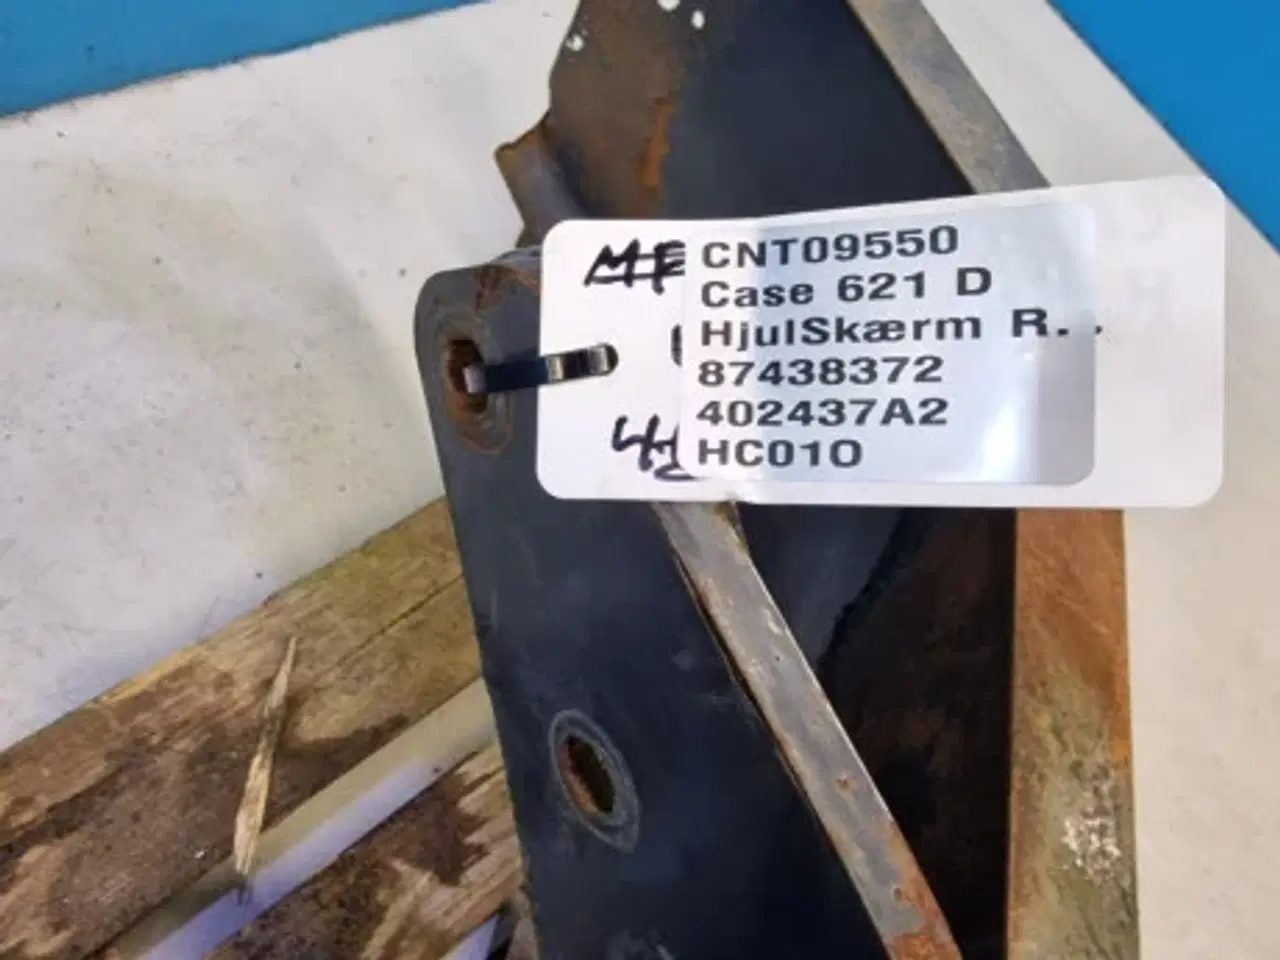 CNT09550
Case 621 D
HjulSkærm R..
87438372
402437A2
HC010